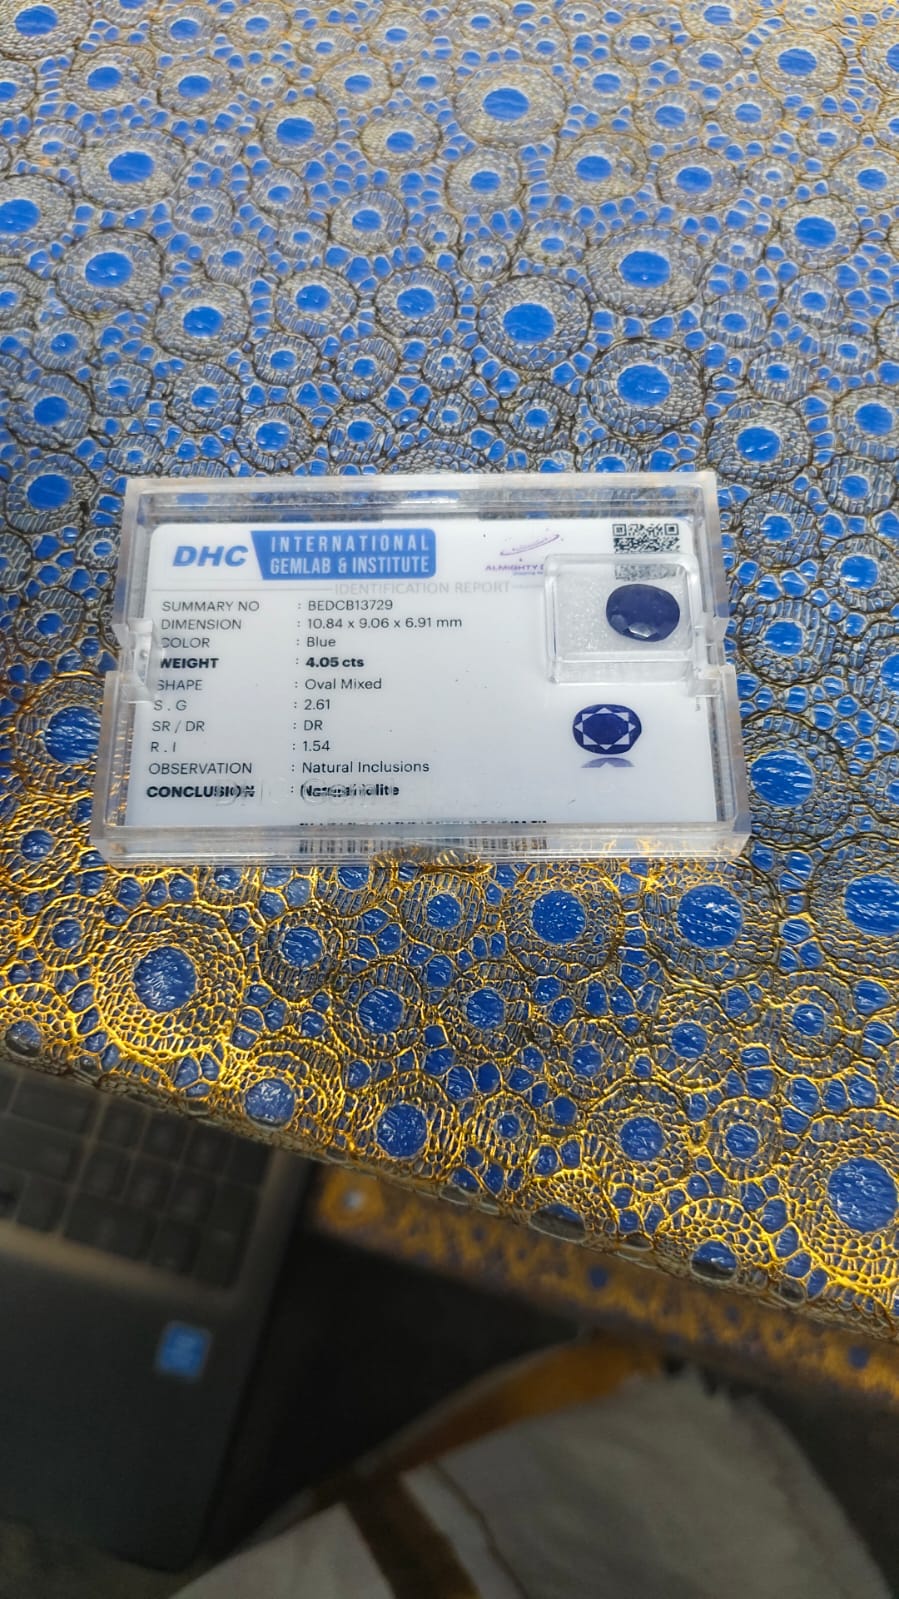 DHC INTERNATIONAL
GEMLAB & INSTITUTE
ALMIGHTY
IDENTIFICATION REPORT
SUMMARY NO : BEDCB13729
DIMENSION : 10.84 x 9.06 x 6.91 mm
COLOR : Blue
WEIGHT : 4.05 cts
SHAPE : Oval Mixed
S . G : 2.61
SR / DR : DR
R . I : 1.54
OBSERVATION : Natural Inclusions
CONCLUSION :